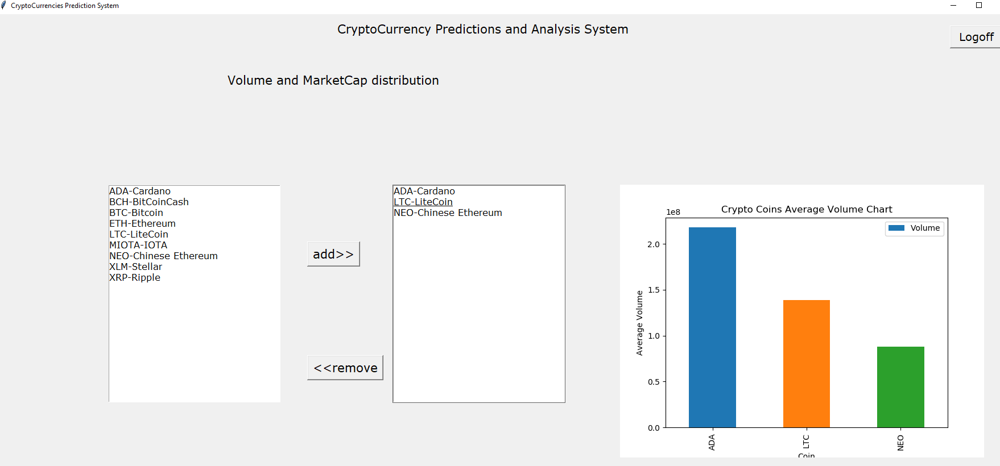 CryptoCurrencies Prediction System
CryptoCurrency Predictions and Analysis System
Logoff
Volume and MarketCap distribution
ADA-Cardano
BCH-BitCoinCash
BTC-Bitcoin
ETH-Ethereum
LTC-LiteCoin
MIOTA-IOTA
NEO-Chinese Ethereum
XLM-Stellar
XRP-Ripple
add>>
<<remove
ADA-Cardano
LTC-LiteCoin
NEO-Chinese Ethereum
Crypto Coins Average Volume Chart
1e8
Volume
2.0
1.5
1.0
0.5
0.0
Average Volume
ADA
LTC
NEO
Coin